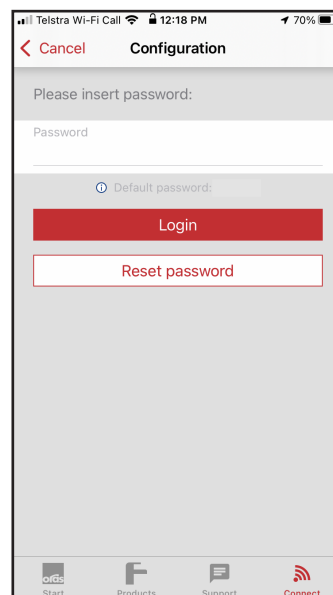 Telstra Wi-Fi Call 12:18 PM 70%
Cancel Configuration
Please insert password:
Password
Default password:
Login
Reset password
oras
Start Products Support Connect